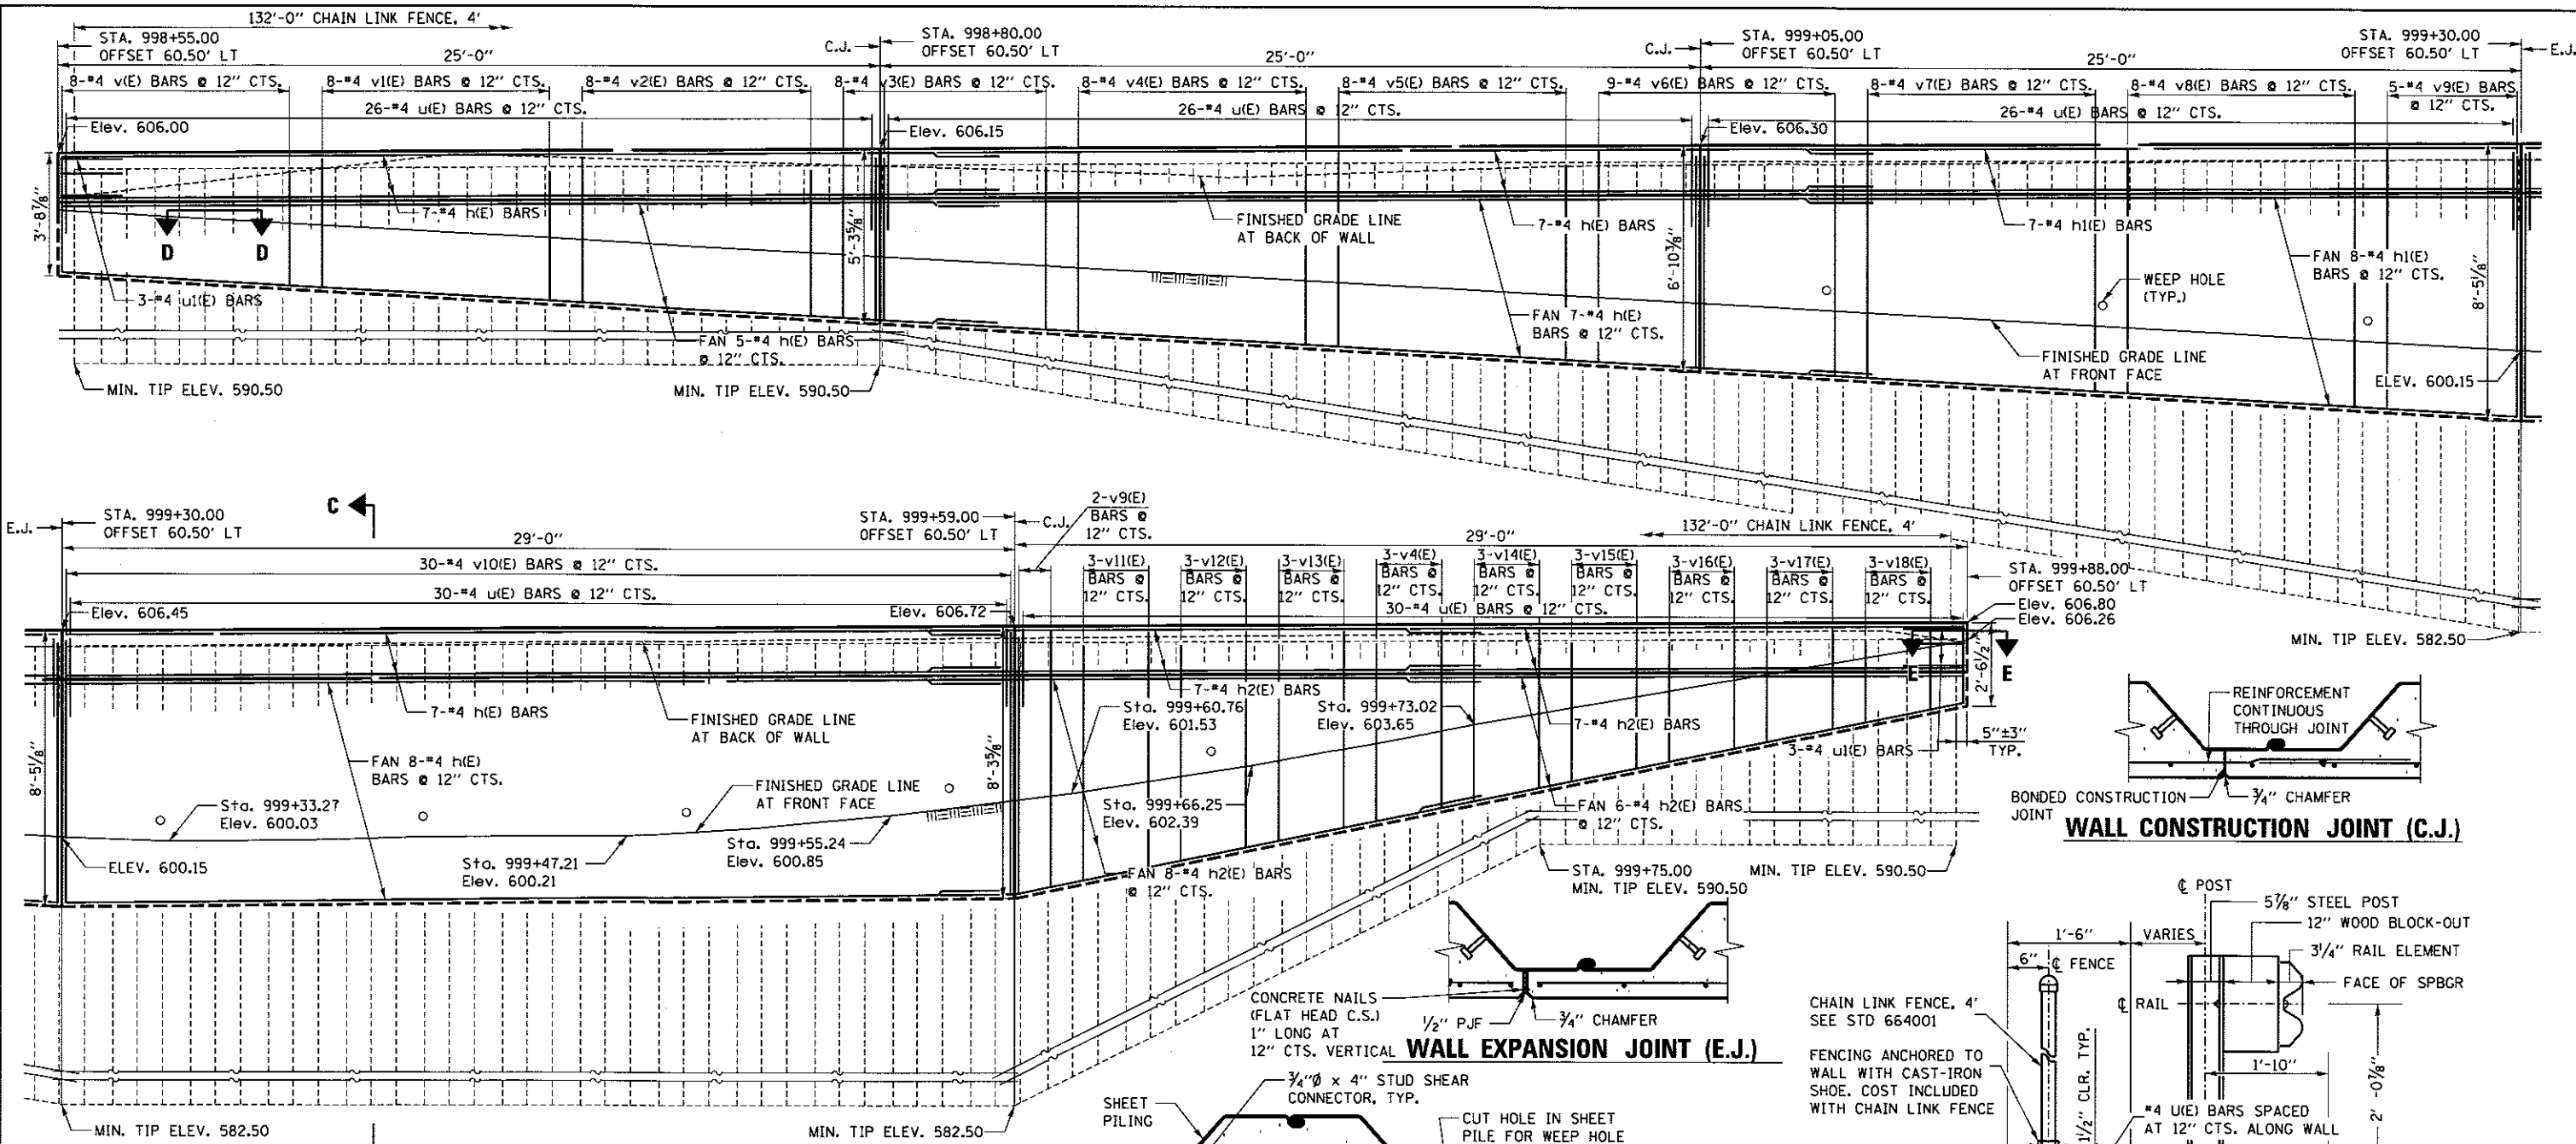 132'-0" CHAIN LINK FENCE, 4'
STA. 998+55.00
OFFSET 60.50' LT
C.J.
STA. 998+80.00
OFFSET 60.50' LT
C.J.
STA. 999+05.00
OFFSET 60.50' LT
STA. 999+30.00
OFFSET 60.50' LT
E.J.
25'-0"
25'-0"
25'-0"
8-#4 v(E) BARS @ 12" CTS.
8-#4 v1(E) BARS @ 12" CTS.
8-#4 v2(E) BARS @ 12" CTS.
8-#4 v3(E) BARS @ 12" CTS.
8-#4 v4(E) BARS @ 12" CTS.
8-#4 v5(E) BARS @ 12" CTS.
9-#4 v6(E) BARS @ 12" CTS.
8-#4 v7(E) BARS @ 12" CTS.
8-#4 v8(E) BARS @ 12" CTS.
5-#4 v9(E) BARS
@ 12" CTS.
26-#4 u(E) BARS @ 12" CTS.
26-#4 u(E) BARS @ 12" CTS.
26-#4 u(E) BARS @ 12" CTS.
Elev. 606.00
Elev. 606.15
Elev. 606.30
3'-8⅞"
5'-3⅝"
6'-10⅜"
8'-5⅛"
D
D
7-#4 h(E) BARS
FINISHED GRADE LINE
AT BACK OF WALL
7-#4 h(E) BARS
7-#4 h1(E) BARS
FAN 8-#4 h1(E)
BARS @ 12" CTS.
WEEP HOLE
(TYP.)
3-#4 u1(E) BARS
FAN 5-#4 h(E) BARS
@ 12" CTS.
FAN 7-#4 h(E)
BARS @ 12" CTS.
FINISHED GRADE LINE
AT FRONT FACE
ELEV. 600.15
MIN. TIP ELEV. 590.50
MIN. TIP ELEV. 590.50
MIN. TIP ELEV. 582.50
E.J.
STA. 999+30.00
OFFSET 60.50' LT
C
STA. 999+59.00
OFFSET 60.50' LT
C.J.
2-v9(E)
BARS @
12" CTS.
132'-0" CHAIN LINK FENCE, 4'
29'-0"
29'-0"
30-#4 v10(E) BARS @ 12" CTS.
3-v11(E)
BARS @
12" CTS.
3-v12(E)
BARS @
12" CTS.
3-v13(E)
BARS @
12" CTS.
3-v4(E)
BARS @
12" CTS.
3-v14(E)
BARS @
12" CTS.
3-v15(E)
BARS @
12" CTS.
3-v16(E)
BARS @
12" CTS.
3-v17(E)
BARS @
12" CTS.
3-v18(E)
BARS @
12" CTS.
STA. 999+88.00
OFFSET 60.50' LT
Elev. 606.80
Elev. 606.26
30-#4 u(E) BARS @ 12" CTS.
30-#4 u(E) BARS @ 12" CTS.
Elev. 606.45
Elev. 606.72
8'-5⅛"
8'-3⅝"
2'-6½"
E
E
7-#4 h(E) BARS
FINISHED GRADE LINE
AT BACK OF WALL
7-#4 h2(E) BARS
Sta. 999+60.76
Elev. 601.53
Sta. 999+73.02
Elev. 603.65
7-#4 h2(E) BARS
3-#4 u1(E) BARS
5"±3"
TYP.
FAN 8-#4 h(E)
BARS @ 12" CTS.
FINISHED GRADE LINE
AT FRONT FACE
Sta. 999+33.27
Elev. 600.03
Sta. 999+66.25
Elev. 602.39
FAN 6-#4 h2(E) BARS
@ 12" CTS.
ELEV. 600.15
Sta. 999+47.21
Elev. 600.21
Sta. 999+55.24
Elev. 600.85
FAN 8-#4 h2(E) BARS
@ 12" CTS.
STA. 999+75.00
MIN. TIP ELEV. 590.50
MIN. TIP ELEV. 590.50
MIN. TIP ELEV. 582.50
MIN. TIP ELEV. 582.50
REINFORCEMENT
CONTINUOUS
THROUGH JOINT
BONDED CONSTRUCTION
JOINT
¾" CHAMFER
WALL CONSTRUCTION JOINT (C.J.)
CONCRETE NAILS
(FLAT HEAD C.S.)
1" LONG AT
12" CTS. VERTICAL
½" PJF
¾" CHAMFER
WALL EXPANSION JOINT (E.J.)
SHEET
PILING
¾"Ø x 4" STUD SHEAR
CONNECTOR, TYP.
CUT HOLE IN SHEET
PILE FOR WEEP HOLE
℄ POST
5⅞" STEEL POST
12" WOOD BLOCK-OUT
3¼" RAIL ELEMENT
FACE OF SPBGR
1'-6"
VARIES
6"
℄ FENCE
℄ RAIL
CHAIN LINK FENCE, 4'
SEE STD 664001
FENCING ANCHORED TO
WALL WITH CAST-IRON
SHOE. COST INCLUDED
WITH CHAIN LINK FENCE
1½" CLR. TYP.
1'-10"
2'-0⅞"
#4 U(E) BARS SPACED
AT 12" CTS. ALONG WALL